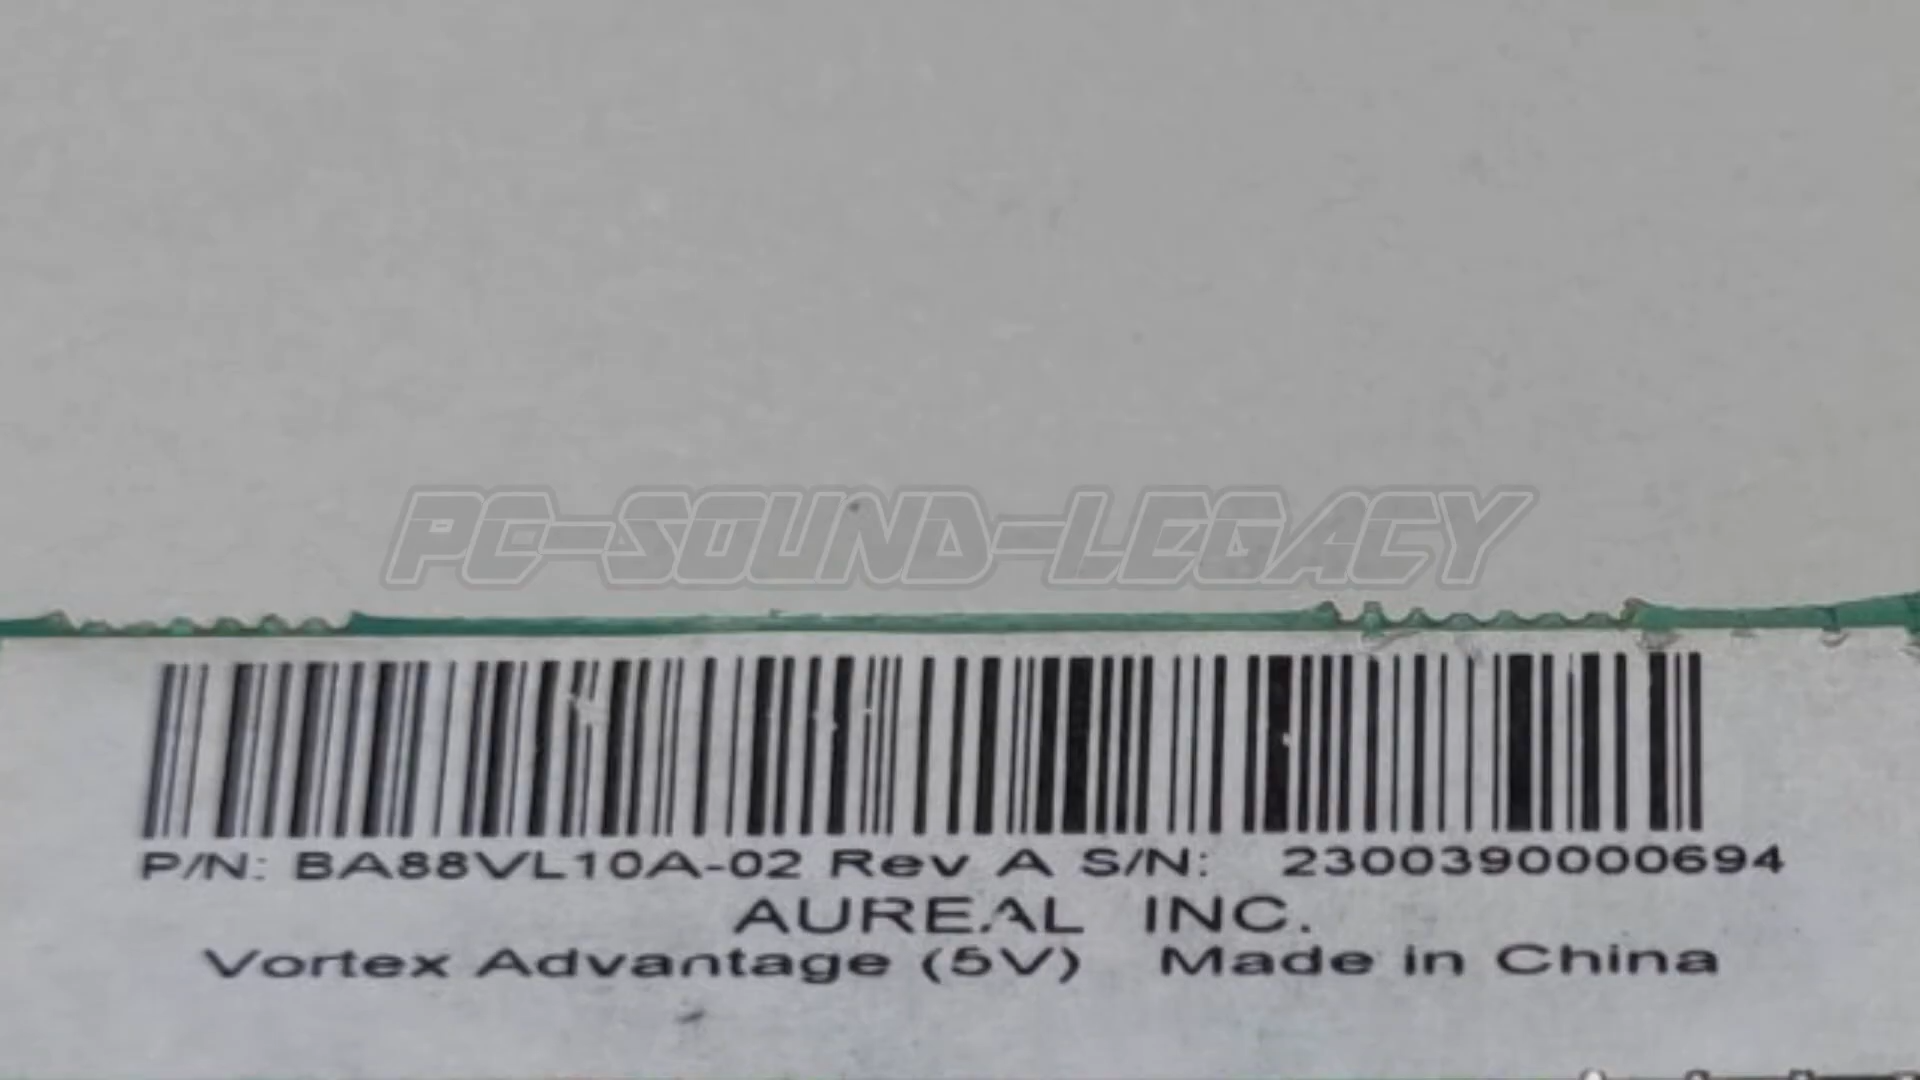 PC-SOUND-LEGACY
P/N: BA88VL10A-02 Rev A S/N: 2300390000694
AUREAL INC.
Vortex Advantage (5V) Made in China